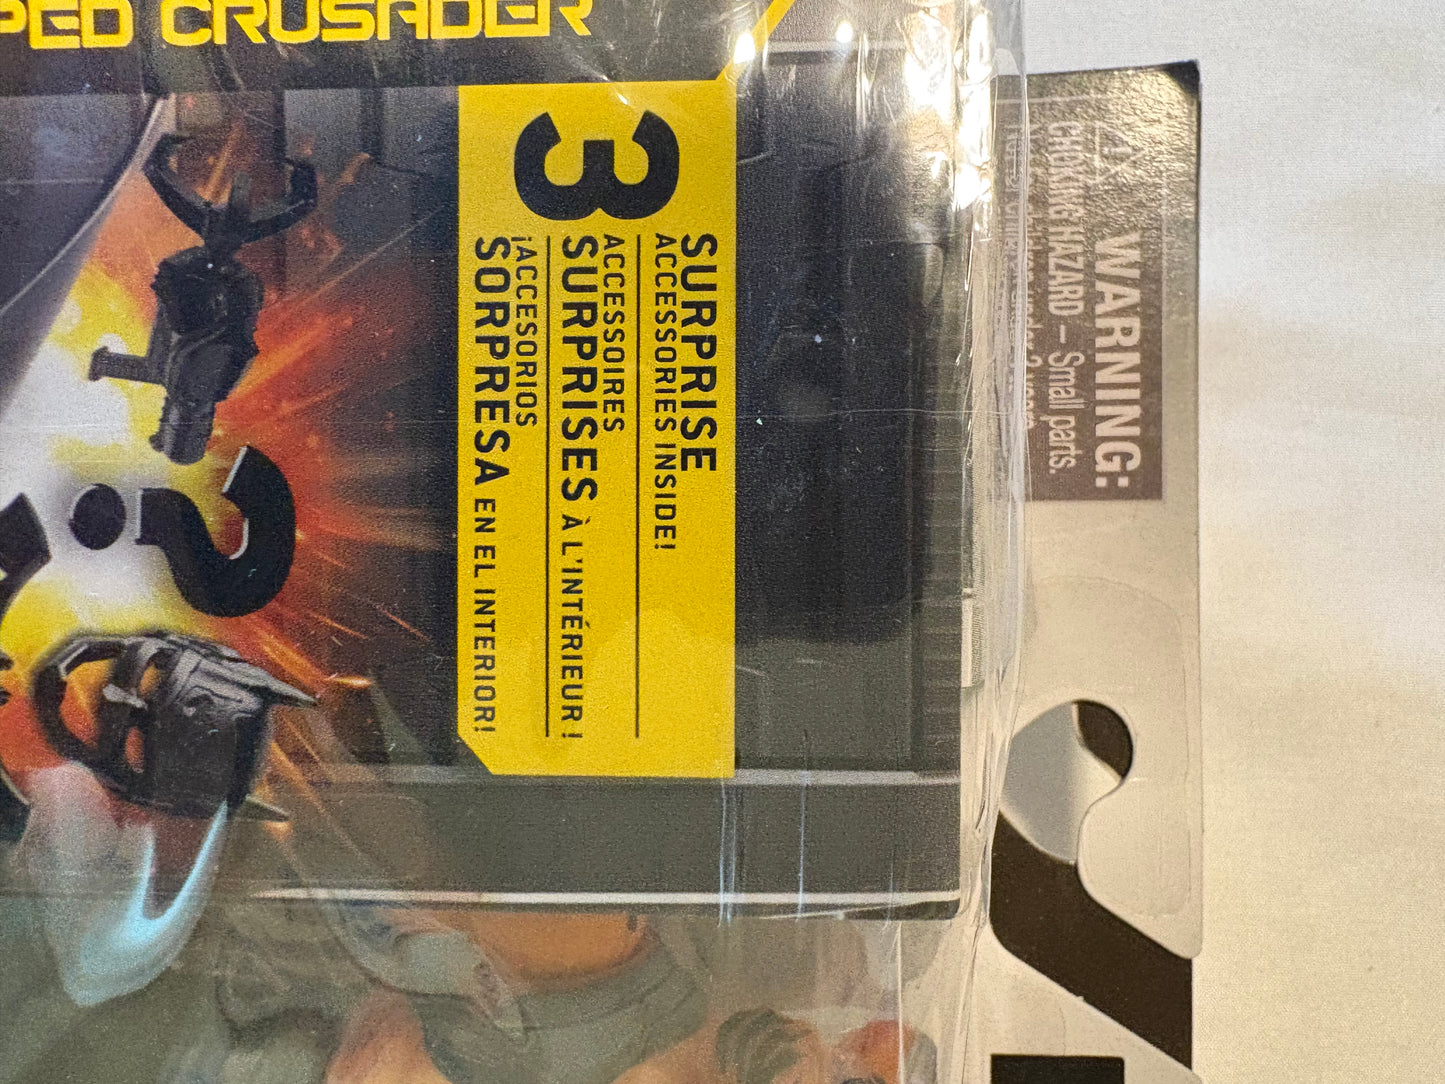 PED CRUSADER
3
SURPRISE
ACCESSORIES INSIDE!
ACCESSOIRES
SURPRISES À L'INTÉRIEUR !
¡ACCESORIOS
SORPRESA EN EL INTERIOR!
?
WARNING:
CHOKING HAZARD – Small parts.